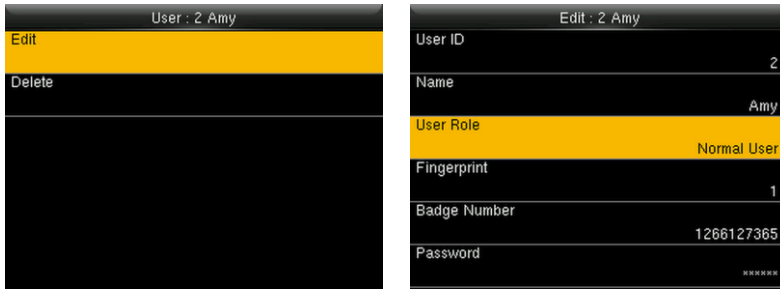 User : 2 Amy
Edit
Delete
Edit : 2 Amy
User ID
2
Name
Amy
User Role
Normal User
Fingerprint
1
Badge Number
1266127365
Password
******